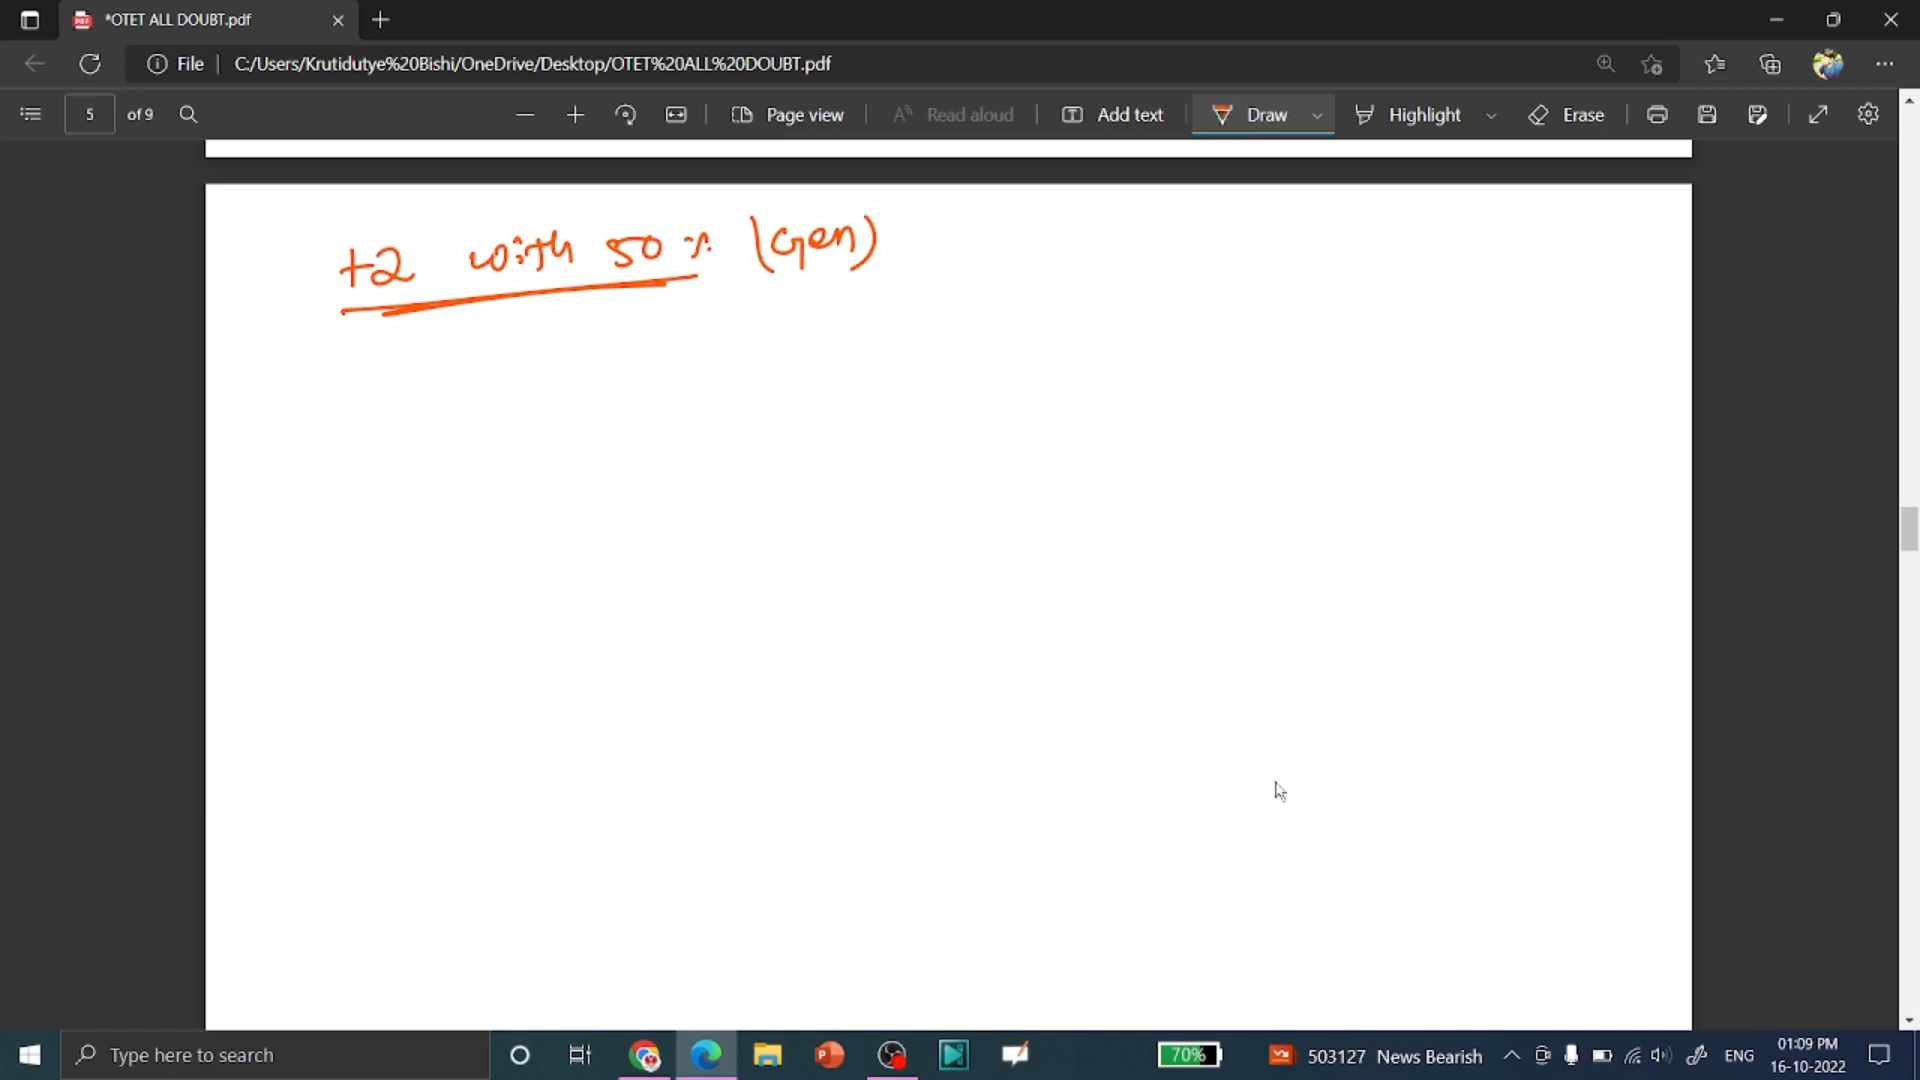 *OTET ALL DOUBT.pdf
File C:/Users/Krutidutye%20Bishi/OneDrive/Desktop/OTET%20ALL%20DOUBT.pdf
5 of 9 Page view Read aloud Add text Draw Highlight Erase
+2 with 50 % (Gen)
Type here to search 70% 503127 News Bearish ENG 01:09 PM
16-10-2022